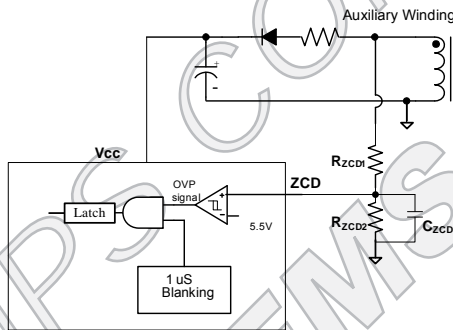 Auxiliary Winding
+
-
Vcc
RZCD1
OVP
signal
ZCD
+
-
Latch
5.5V
RZCD2
CZCD
1 uS
Blanking